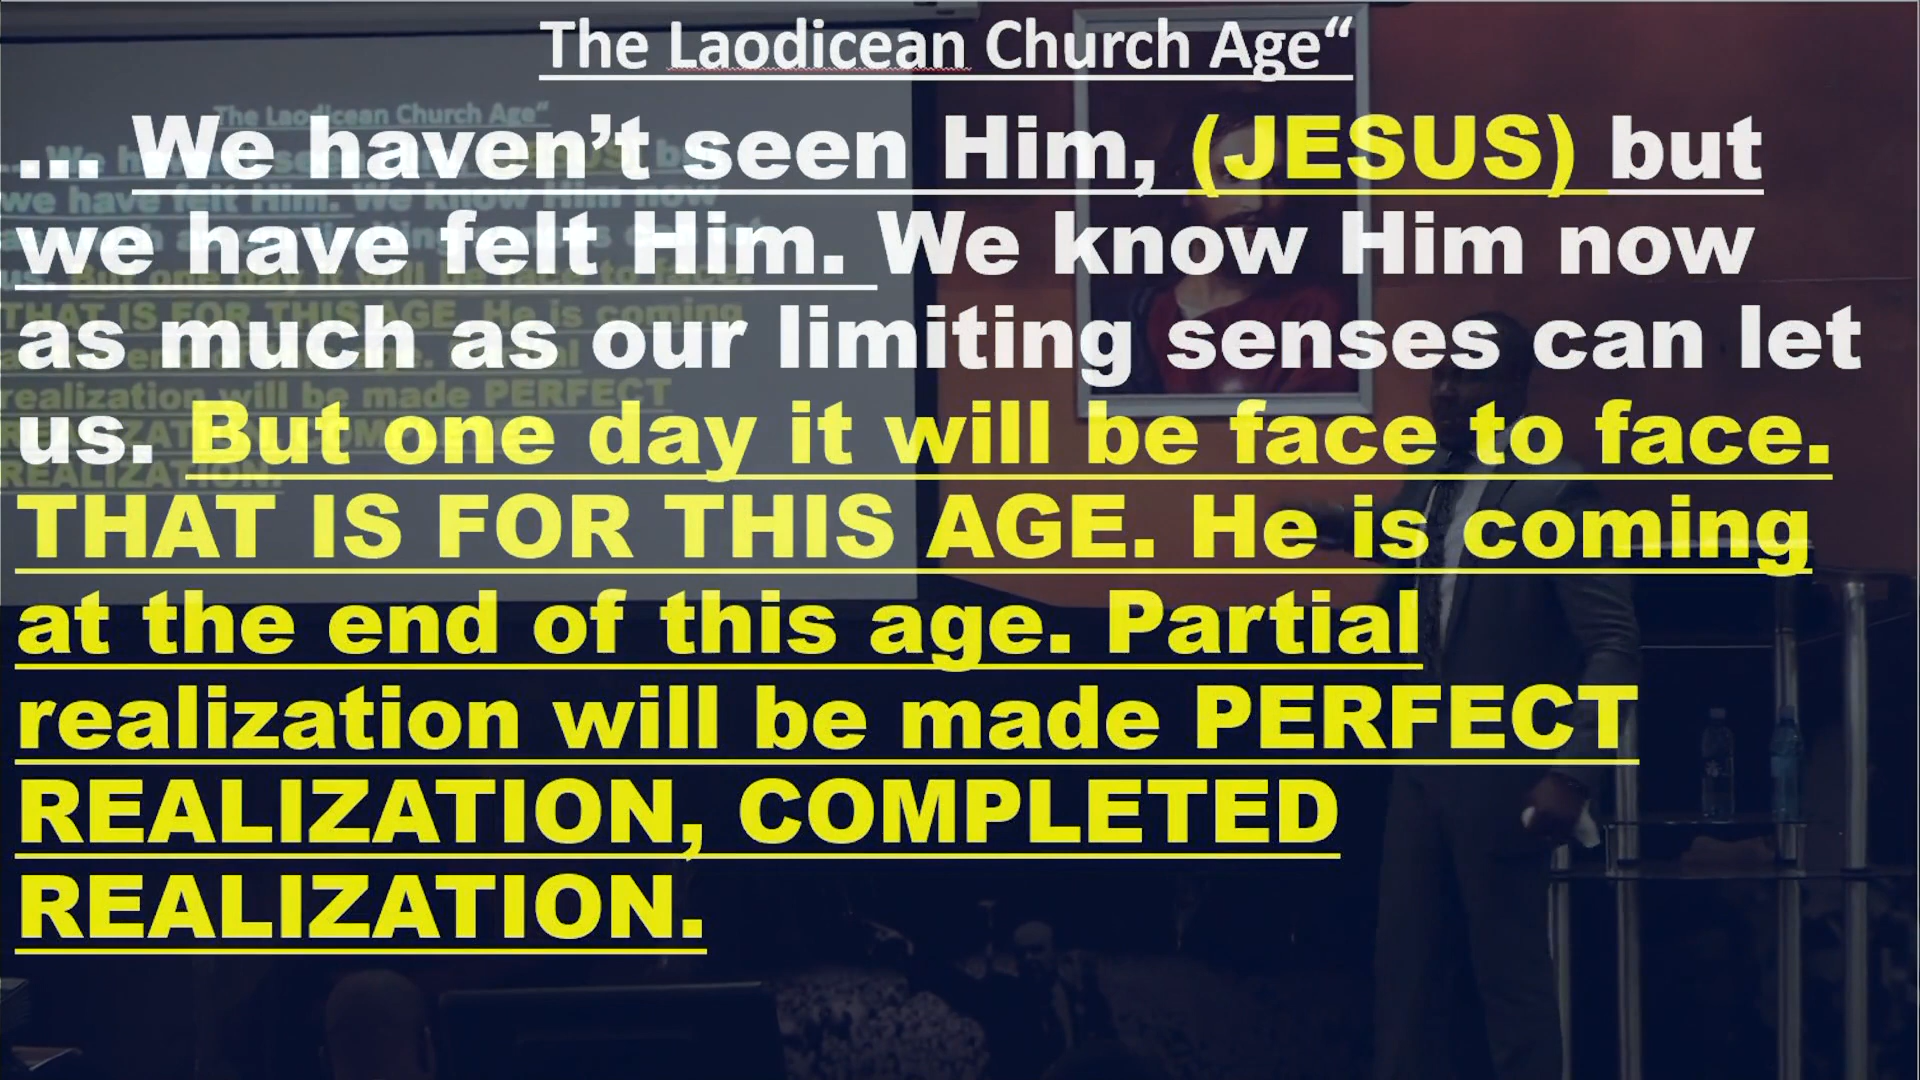 The Laodicean Church Age“
... We haven’t seen Him, (JESUS) but
we have felt Him. We know Him now
as much as our limiting senses can let
us. But one day it will be face to face.
THAT IS FOR THIS AGE. He is coming
at the end of this age. Partial
realization will be made PERFECT
REALIZATION, COMPLETED
REALIZATION.